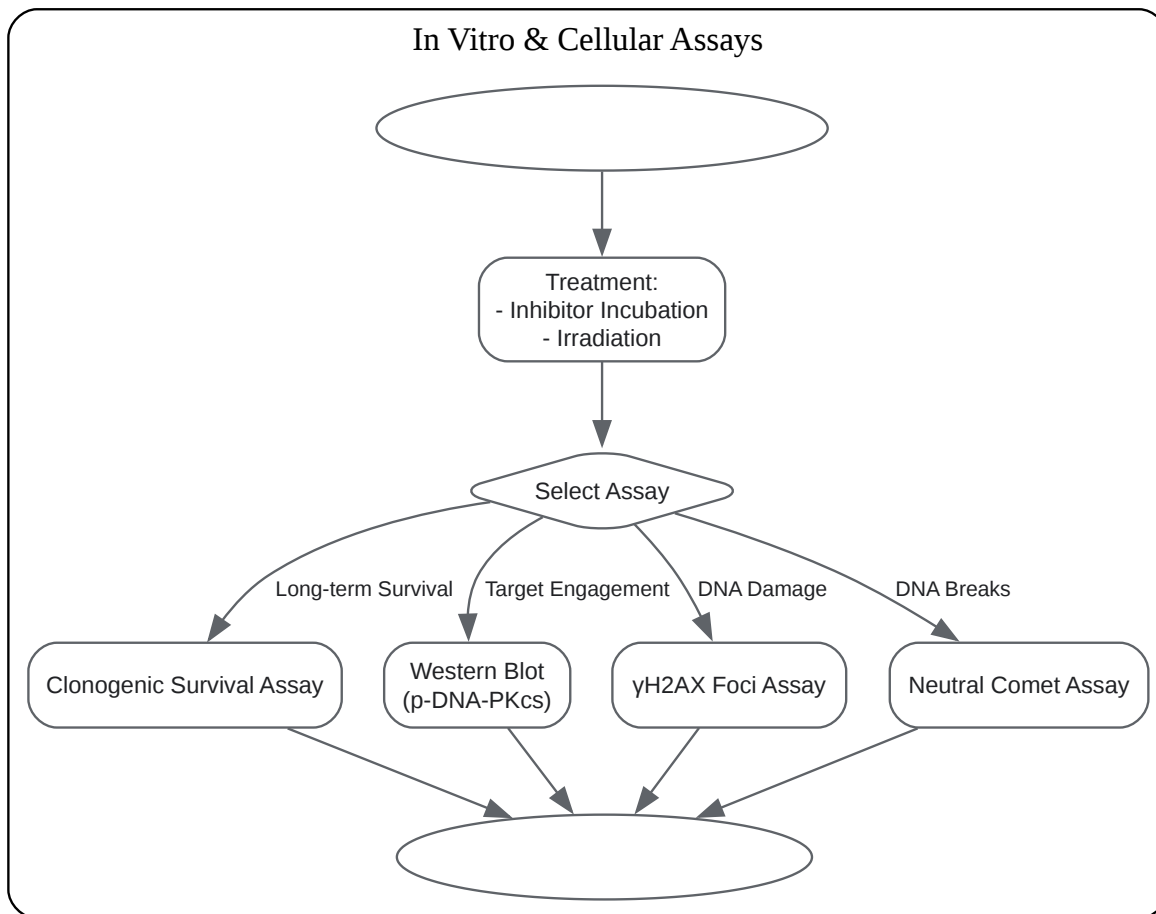 In Vitro & Cellular Assays
Treatment:
- Inhibitor Incubation
- Irradiation
Select Assay
Long-term Survival
Target Engagement
DNA Damage
DNA Breaks
Clonogenic Survival Assay
Western Blot
(p-DNA-PKcs)
γH2AX Foci Assay
Neutral Comet Assay